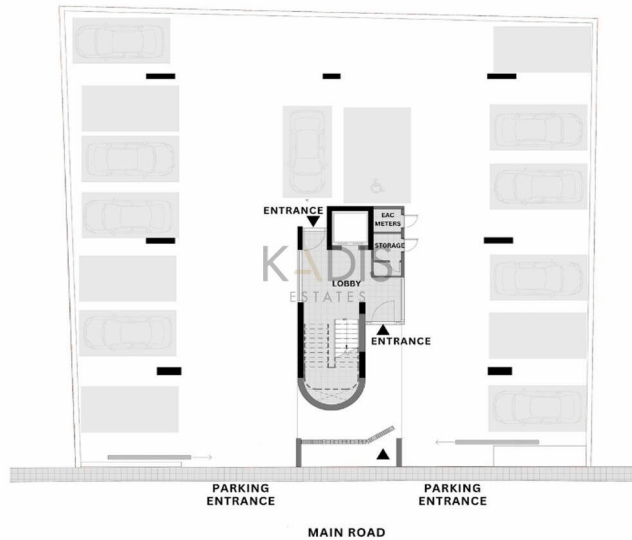 ENTRANCE
EAC
METERS
STORAGE
KADIS
ESTATES
LOBBY
ENTRANCE
PARKING
ENTRANCE
PARKING
ENTRANCE
MAIN ROAD